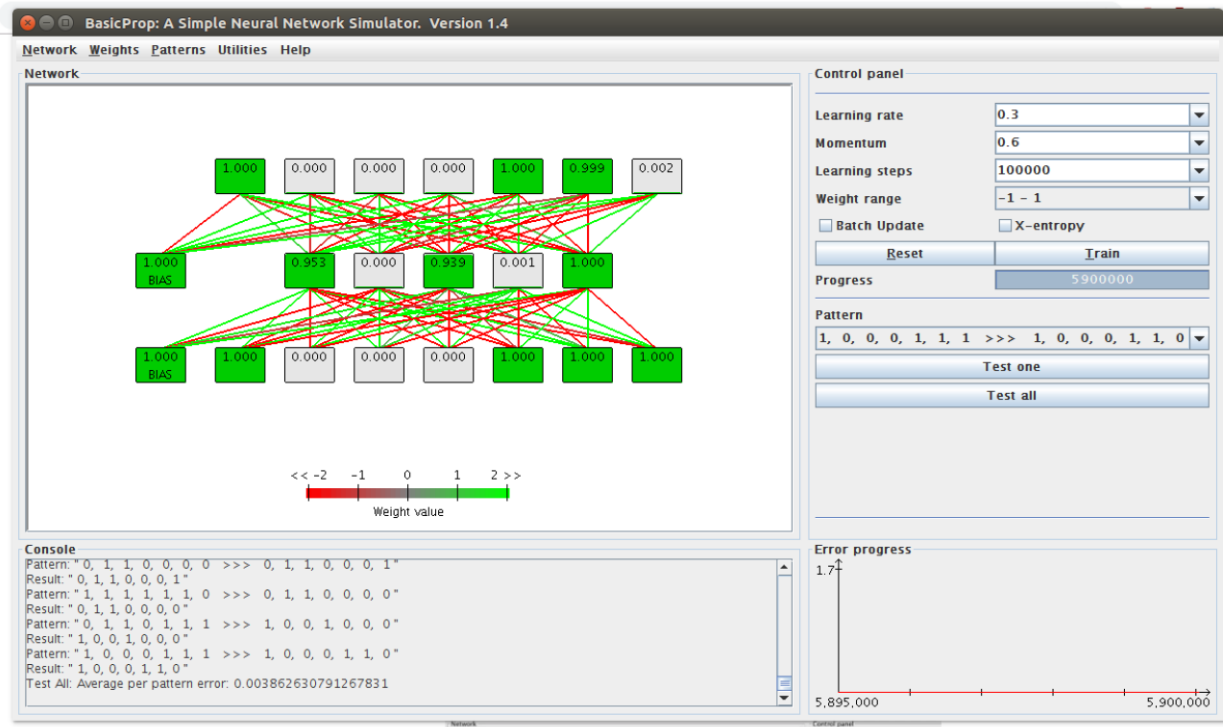 BasicProp: A Simple Neural Network Simulator. Version 1.4
Network Weights Patterns Utilities Help
Network
1.000 0.000 0.000 0.000 1.000 0.999 0.002
1.000 0.953 0.000 0.939 0.001 1.000
BIAS
1.000 1.000 0.000 0.000 0.000 1.000 1.000 1.000
BIAS
<< -2 -1 0 1 2 >>
Weight value
Control panel
Learning rate 0.3
Momentum 0.6
Learning steps 100000
Weight range -1 - 1
Batch Update X-entropy
Reset Train
Progress 5900000
Pattern
1, 0, 0, 0, 1, 1, 1 >>> 1, 0, 0, 0, 1, 1, 0
Test one
Test all
Console
Pattern: " 0, 1, 1, 0, 0, 0, 0 >>> 0, 1, 1, 0, 0, 0, 1 "
Result: " 0, 1, 1, 0, 0, 0, 1 "
Pattern: " 1, 1, 1, 1, 1, 1, 0 >>> 0, 1, 1, 0, 0, 0, 0 "
Result: " 0, 1, 1, 0, 0, 0, 0 "
Pattern: " 0, 1, 1, 0, 1, 1, 1 >>> 1, 0, 0, 1, 0, 0, 0 "
Result: " 1, 0, 0, 1, 0, 0, 0 "
Pattern: " 1, 0, 0, 0, 1, 1, 1 >>> 1, 0, 0, 0, 1, 1, 0 "
Result: " 1, 0, 0, 0, 1, 1, 0 "
Test All: Average per pattern error: 0.003862630791267831
Error progress
1.7
5,895,000 5,900,000
Network Control panel